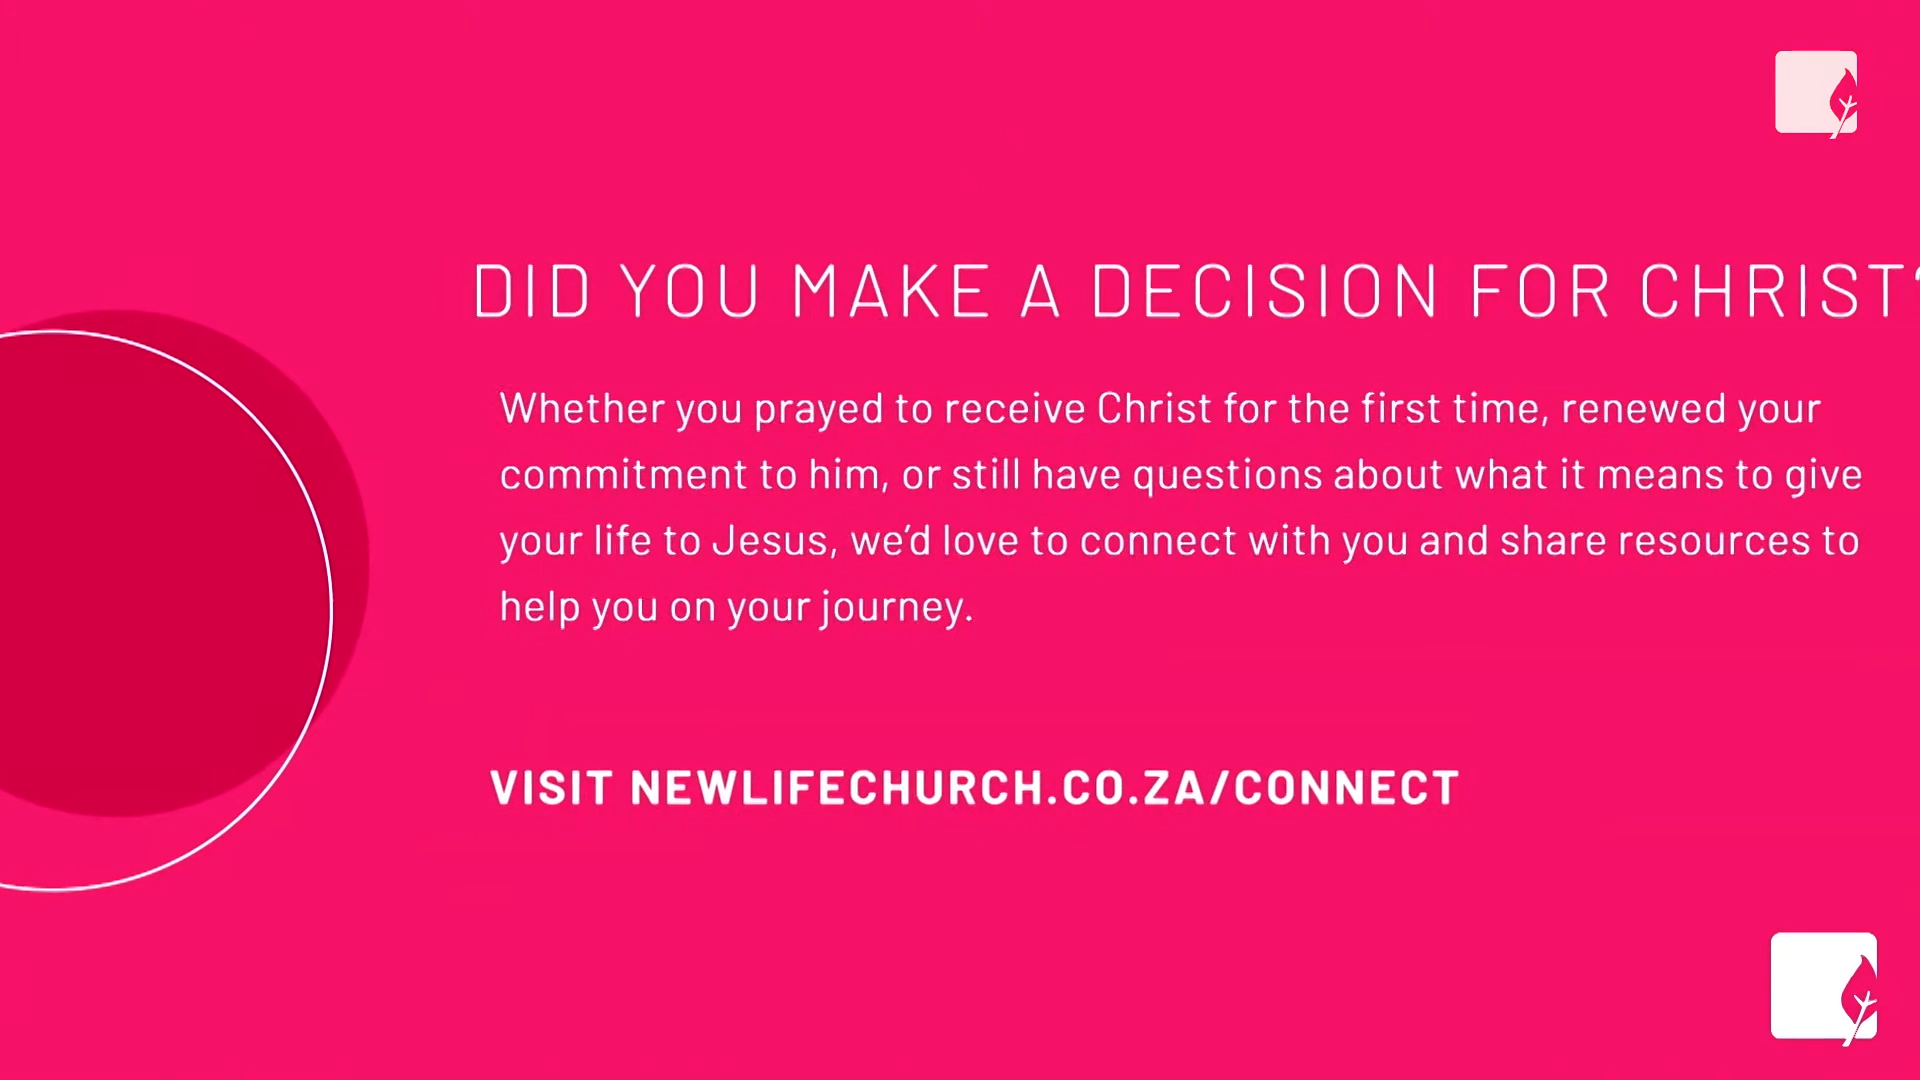 DID YOU MAKE A DECISION FOR CHRIST?
Whether you prayed to receive Christ for the first time, renewed your
commitment to him, or still have questions about what it means to give
your life to Jesus, we’d love to connect with you and share resources to
help you on your journey.
VISIT NEWLIFECHURCH.CO.ZA/CONNECT